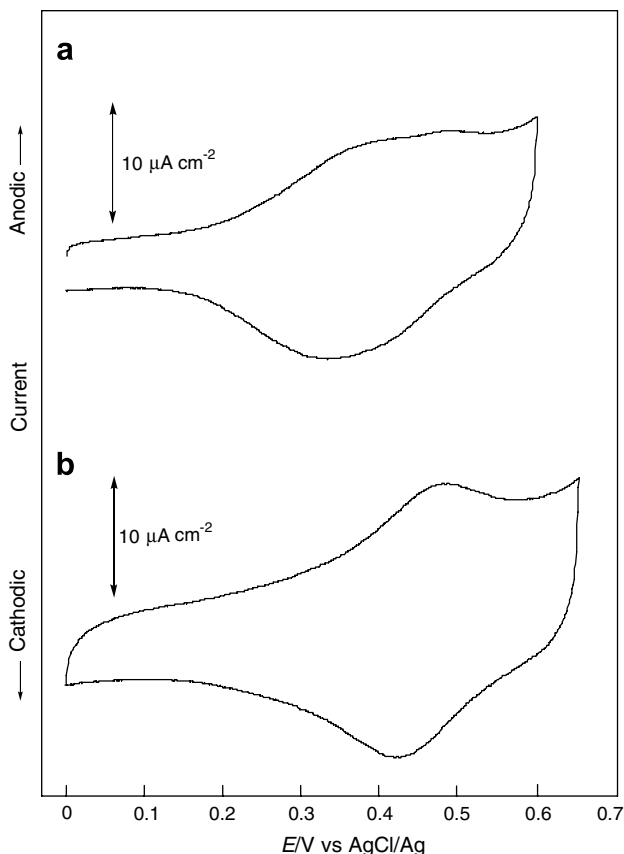 a
10 μA cm-2
Anodic
Current
b
10 μA cm-2
Cathodic
0 0.1 0.2 0.3 0.4 0.5 0.6 0.7
E/V vs AgCl/Ag